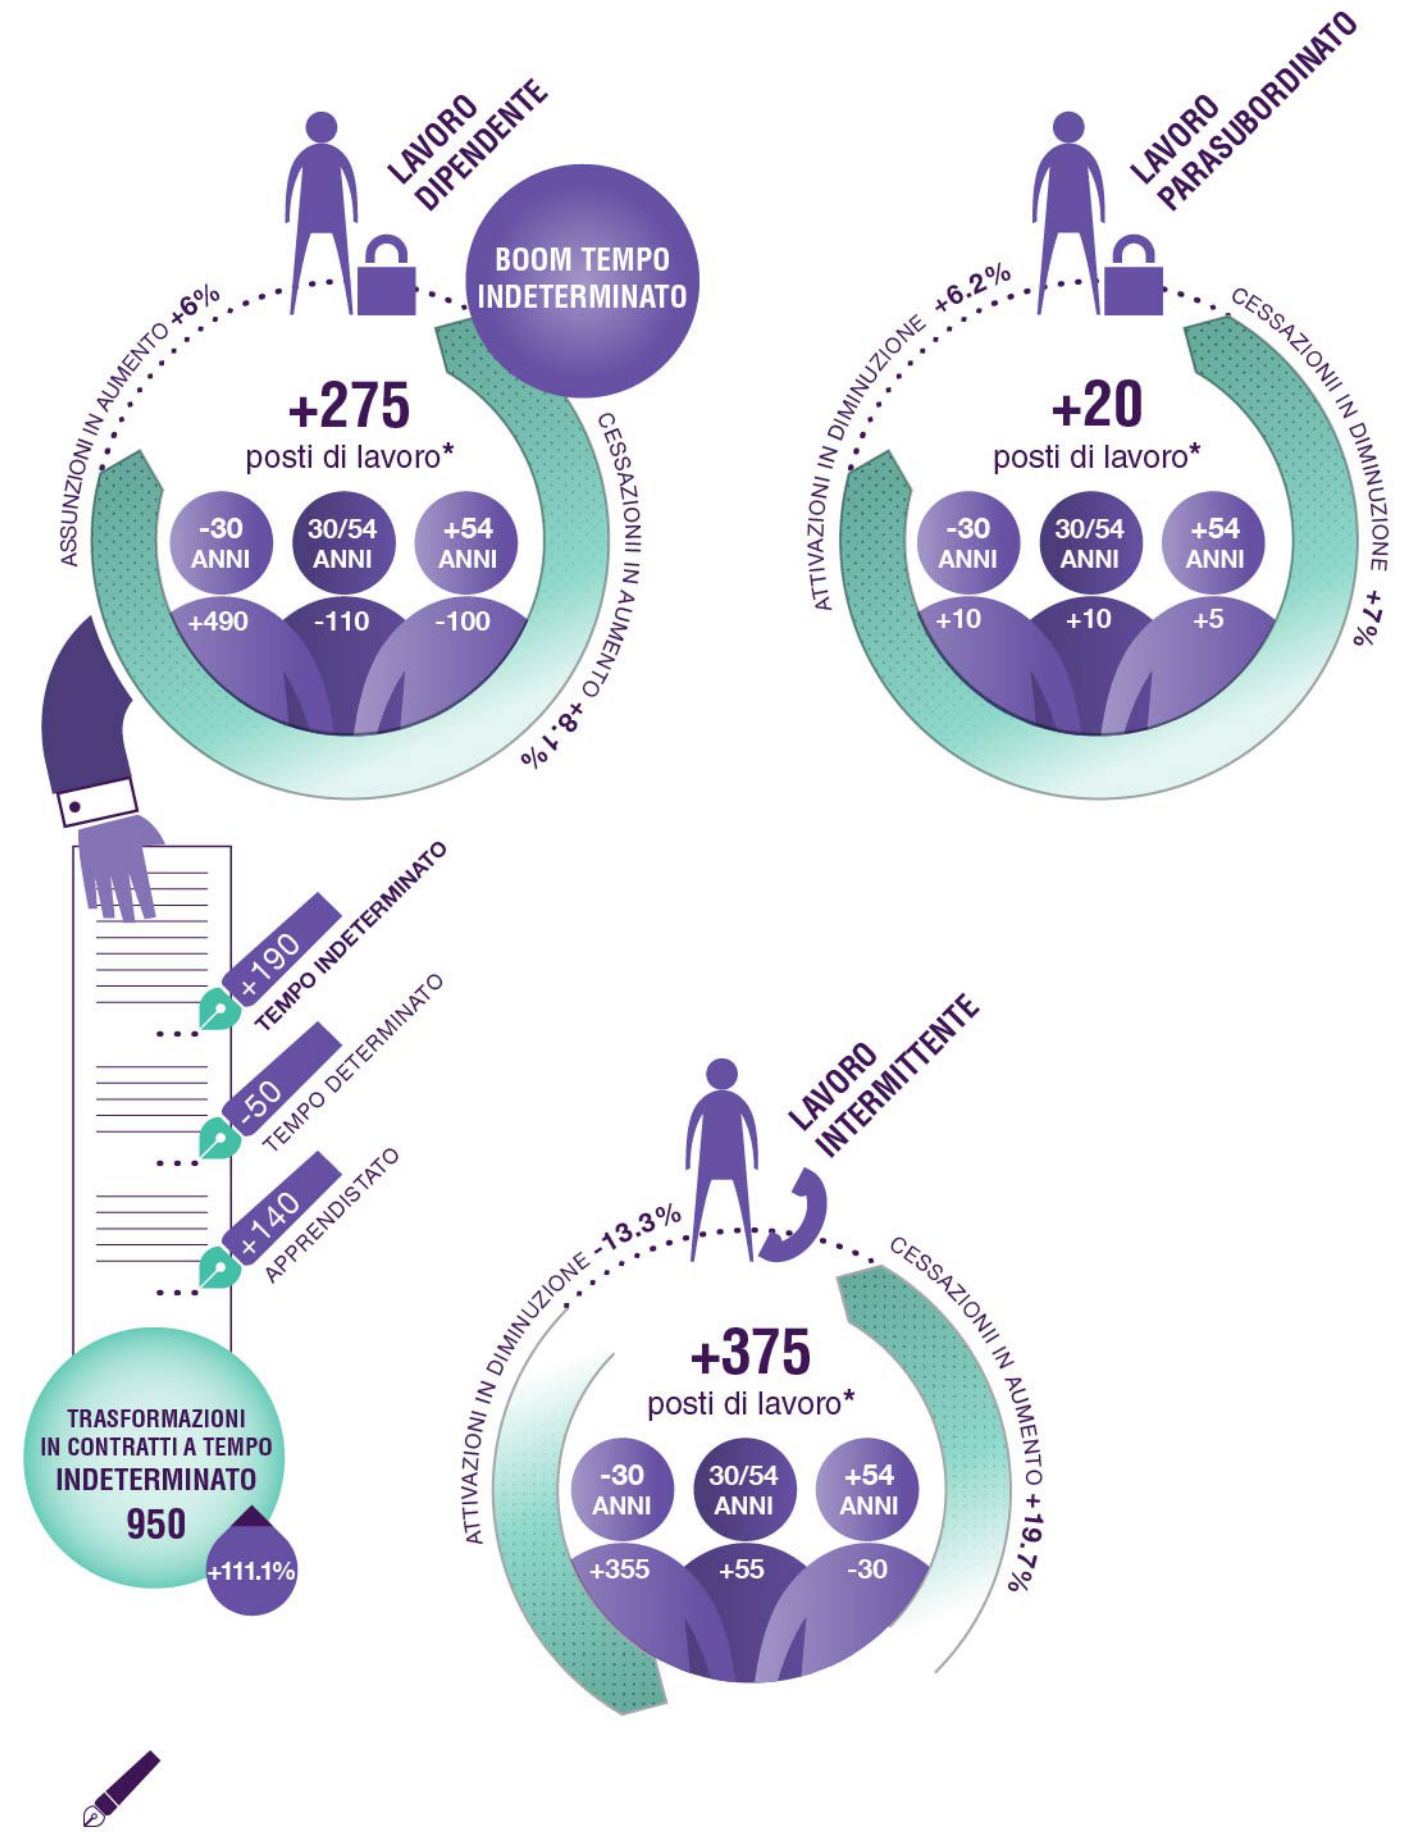 LAVORO
DIPENDENTE
BOOM TEMPO
INDETERMINATO
ASSUNZIONI IN AUMENTO +6%
CESSAZIONII IN AUMENTO +8.1%
+275
posti di lavoro*
-30
ANNI
30/54
ANNI
+54
ANNI
+490
-110
-100
LAVORO
PARASUBORDINATO
ATTIVAZIONI IN DIMINUZIONE +6.2%
CESSAZIONII IN DIMINUZIONE +7%
+20
posti di lavoro*
-30
ANNI
30/54
ANNI
+54
ANNI
+10
+10
+5
+190
TEMPO INDETERMINATO
-50
TEMPO DETERMINATO
+140
APPRENDISTATO
TRASFORMAZIONI
IN CONTRATTI A TEMPO
INDETERMINATO
950
+111.1%
LAVORO
INTERMITTENTE
ATTIVAZIONI IN DIMINUZIONE -13.3%
CESSAZIONII IN AUMENTO +19.7%
+375
posti di lavoro*
-30
ANNI
30/54
ANNI
+54
ANNI
+355
+55
-30